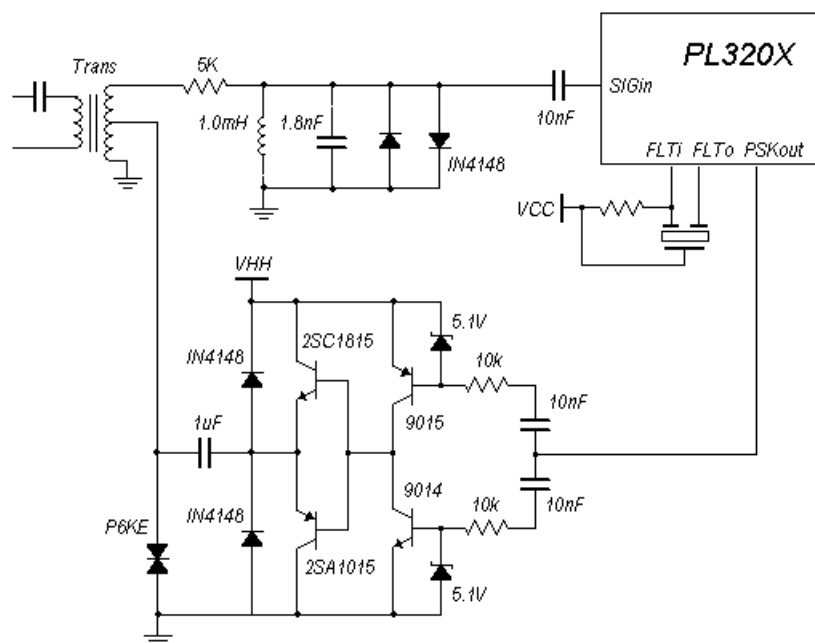 Trans
5K
1.0mH
1.8nF
IN4148
10nF
PL320X
SIGin
FLTi FLTo PSKout
VCC
VHH
IN4148
2SC1815
5.1V
10k
10nF
9015
1uF
9014
10k
10nF
IN4148
P6KE
2SA1015
5.1V